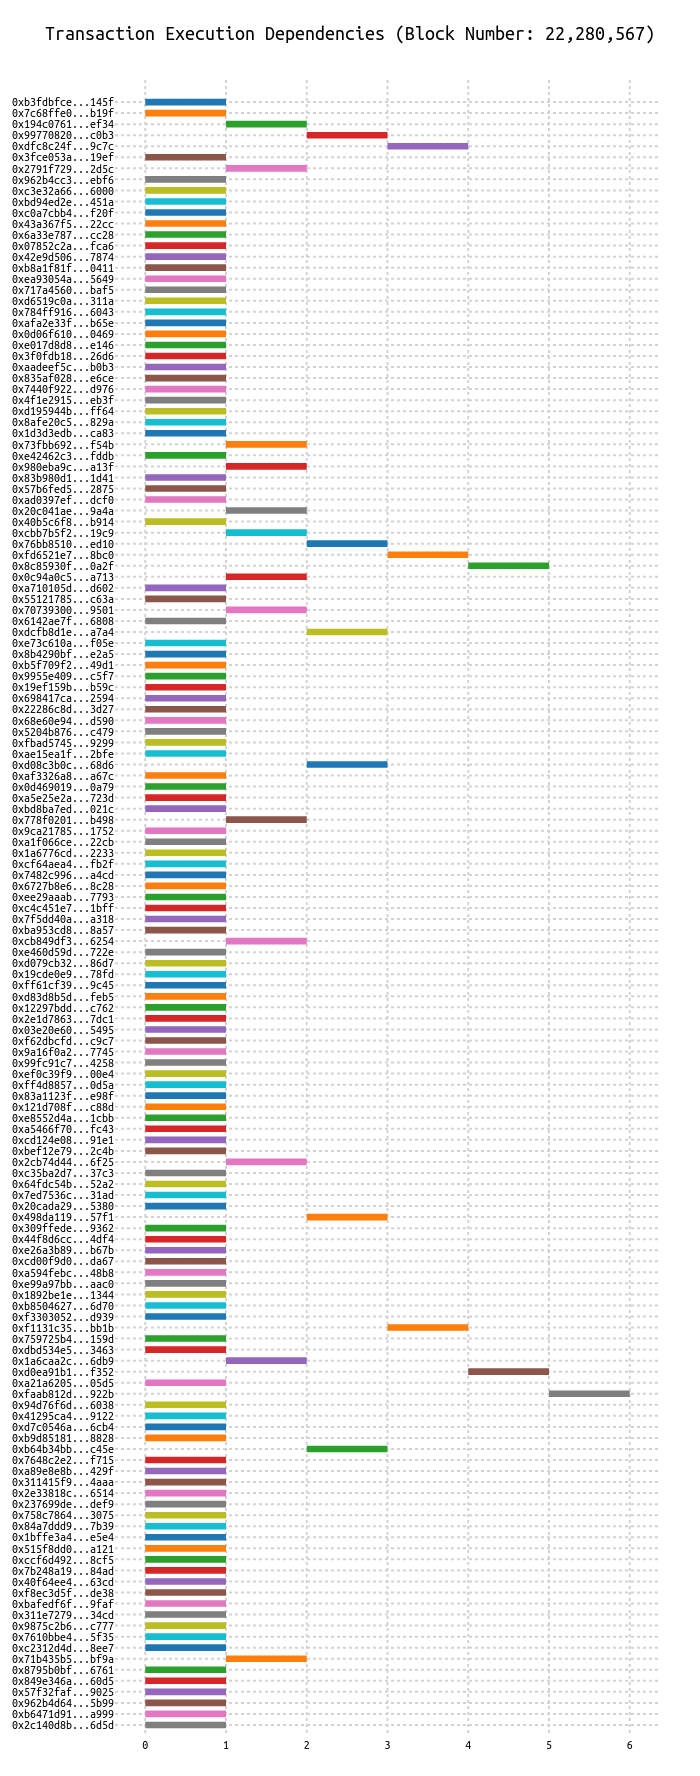 Transaction Execution Dependencies (Block Number: 22,280,567)
0xb3fdbfce...145f
0x7c68ffe0...b19f
0x194c0761...ef34
0x99770820...c0b3
0xdfc8c24f...9c7c
0x3fce053a...19ef
0x2791f729...2d5c
0x962b4cc3...ebf6
0xc3e32a66...6000
0xbd94ed2e...451a
0xc0a7cbb4...f20f
0x43a367f5...22cc
0x6a33e787...cc28
0x07852c2a...fca6
0x42e9d506...7874
0xb8a1f81f...0411
0xea93054a...5649
0x717a4560...baf5
0xd6519c0a...311a
0x784ff916...6043
0xafa2e33f...b65e
0x0d06f610...0469
0xe017d8d8...e146
0x3f0fdb18...26d6
0xaadeef5c...b0b3
0x835af028...e6ce
0x7440f922...d976
0x4f1e2915...eb3f
0xd195944b...ff64
0x8afe20c5...829a
0x1d3d3edb...ca83
0x73fbb692...f54b
0xe42462c3...fddb
0x980eba9c...a13f
0x83b980d1...1d41
0x57b6fed5...2875
0xad0397ef...dcf0
0x20c041ae...9a4a
0x40b5c6f8...b914
0xcbb7b5f2...19c9
0x76bb8510...ed10
0xfd6521e7...8bc0
0x8c85930f...0a2f
0x0c94a0c5...a713
0xa710105d...d602
0x55121785...c63a
0x70739300...9501
0x6142ae7f...6808
0xdcfb8d1e...a7a4
0xe73c610a...f05e
0x8b4290bf...e2a5
0xb5f709f2...49d1
0x9955e409...c5f7
0x19ef159b...b59c
0x698417ca...2594
0x22286c8d...3d27
0x68e60e94...d590
0x5204b876...c479
0xfbad5745...9299
0xae15ea1f...2bfe
0xd08c3b0c...68d6
0xaf3326a8...a67c
0x0d469019...0a79
0xa5e25e2a...723d
0xbd8ba7ed...021c
0x778f0201...b498
0x9ca21785...1752
0xa1f066ce...22cb
0x1a6776cd...2233
0xcf64aea4...fb2f
0x7482c996...a4cd
0x6727b8e6...8c28
0xee29aaab...7793
0xc4c451e7...1bff
0x7f5dd40a...a318
0xba953cd8...8a57
0xcb849df3...6254
0xe460d59d...722e
0xd079cb32...86d7
0x19cde0e9...78fd
0xff61cf39...9c45
0xd83d8b5d...feb5
0x12297bdd...c762
0x2e1d7863...7dc1
0x03e20e60...5495
0xf62dbcfd...c9c7
0x9a16f0a2...7745
0x99fc91c7...4258
0xef0c39f9...00e4
0xff4d8857...0d5a
0x83a1123f...e98f
0x121d708f...c88d
0xe8552d4a...1cbb
0xa5466f70...fc43
0xcd124e08...91e1
0xbef12e79...2c4b
0x2cb74d44...6f25
0xc35ba2d7...37c3
0x64fdc54b...52a2
0x7ed7536c...31ad
0x20cada29...5380
0x498da119...57f1
0x309ffede...9362
0x44f8d6cc...4df4
0xe26a3b89...b67b
0xcd00f9d0...da67
0xa594febc...48b8
0xe99a97bb...aac0
0x1892be1e...1344
0xb8504627...6d70
0xf3303052...d939
0xf1131c35...bb1b
0x759725b4...159d
0xdbd534e5...3463
0x1a6caa2c...6db9
0xd0ea91b1...f352
0xa21a6205...05d5
0xfaab812d...922b
0x94d76f6d...6038
0x41295ca4...9122
0xd7c0546a...6cb4
0xb9d85181...8828
0xb64b34bb...c45e
0x7648c2e2...f715
0xa89e8e8b...429f
0x311415f9...4aaa
0x2e33818c...6514
0x237699de...def9
0x758c7864...3075
0x84a7ddd9...7b39
0x1bffe3a4...e5e4
0x515f8dd0...a121
0xccf6d492...8cf5
0x7b248a19...84ad
0x40f64ee4...63cd
0xf8ec3d5f...de38
0xbafedf6f...9faf
0x311e7279...34cd
0x9875c2b6...c777
0x7610bbe4...5f35
0xc2312d4d...8ee7
0x71b435b5...bf9a
0x8795b0bf...6761
0x849e346a...60d5
0x57f32faf...9025
0x962b4d64...5b99
0xb6471d91...a999
0x2c140d8b...6d5d
0 1 2 3 4 5 6